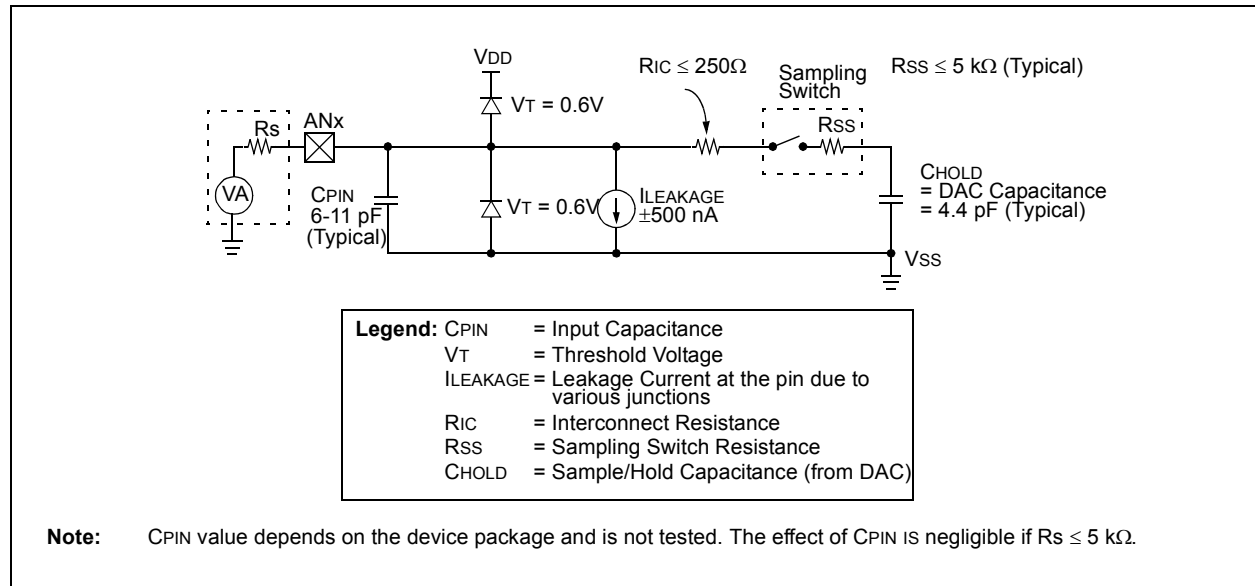 VDD
RIC ≤ 250Ω
Sampling
Switch
RSS ≤ 5 kΩ (Typical)
VT = 0.6V
Rs
ANx
RSS
VA
CPIN
6-11 pF
(Typical)
VT = 0.6V
ILEAKAGE
±500 nA
CHOLD
= DAC Capacitance
= 4.4 pF (Typical)
VSS
Legend: CPIN = Input Capacitance
VT = Threshold Voltage
ILEAKAGE = Leakage Current at the pin due to
various junctions
RIC = Interconnect Resistance
RSS = Sampling Switch Resistance
CHOLD = Sample/Hold Capacitance (from DAC)
Note: CPIN value depends on the device package and is not tested. The effect of CPIN IS negligible if Rs ≤ 5 kΩ.